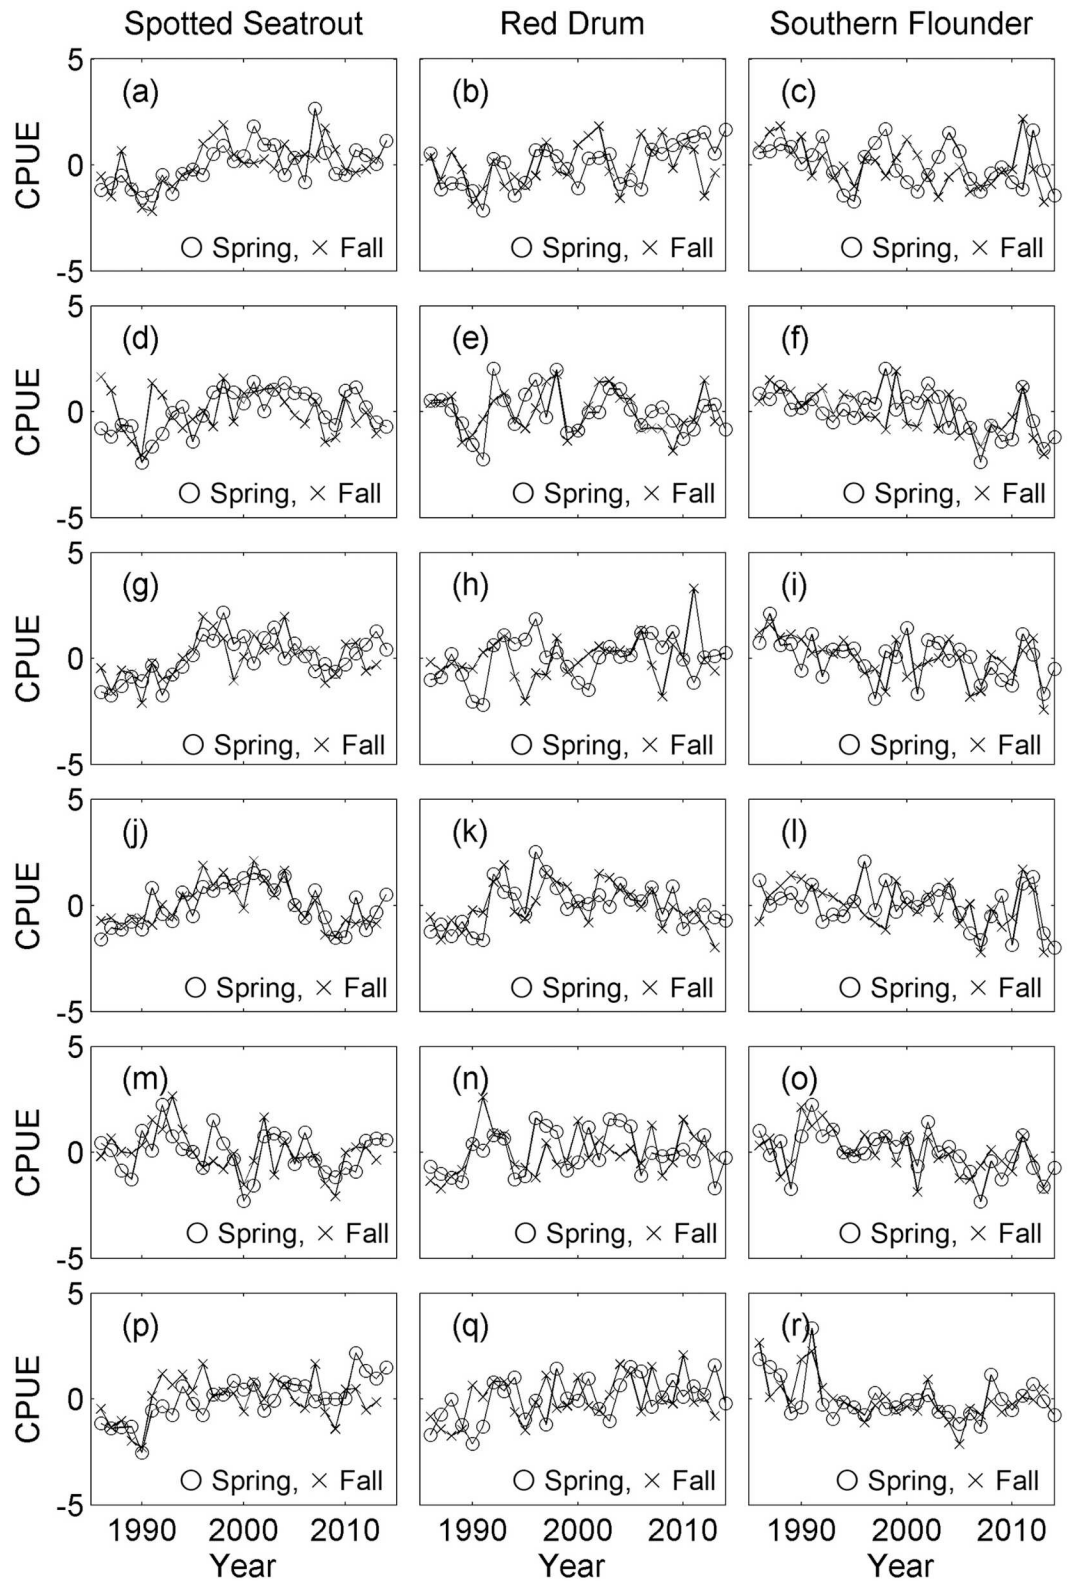 Spotted Seatrout Red Drum Southern Flounder
5
(a) (b) (c)
CPUE 0
○ Spring, × Fall ○ Spring, × Fall ○ Spring, × Fall
-5
5
(d) (e) (f)
CPUE 0
○ Spring, × Fall ○ Spring, × Fall ○ Spring, × Fall
-5
5
(g) (h) (i)
CPUE 0
○ Spring, × Fall ○ Spring, × Fall ○ Spring, × Fall
-5
5
(j) (k) (l)
CPUE 0
○ Spring, × Fall ○ Spring, × Fall ○ Spring, × Fall
-5
5
(m) (n) (o)
CPUE 0
○ Spring, × Fall ○ Spring, × Fall ○ Spring, × Fall
-5
5
(p) (q) (r)
CPUE 0
○ Spring, × Fall ○ Spring, × Fall ○ Spring, × Fall
-5
1990 2000 2010 1990 2000 2010 1990 2000 2010
Year Year Year